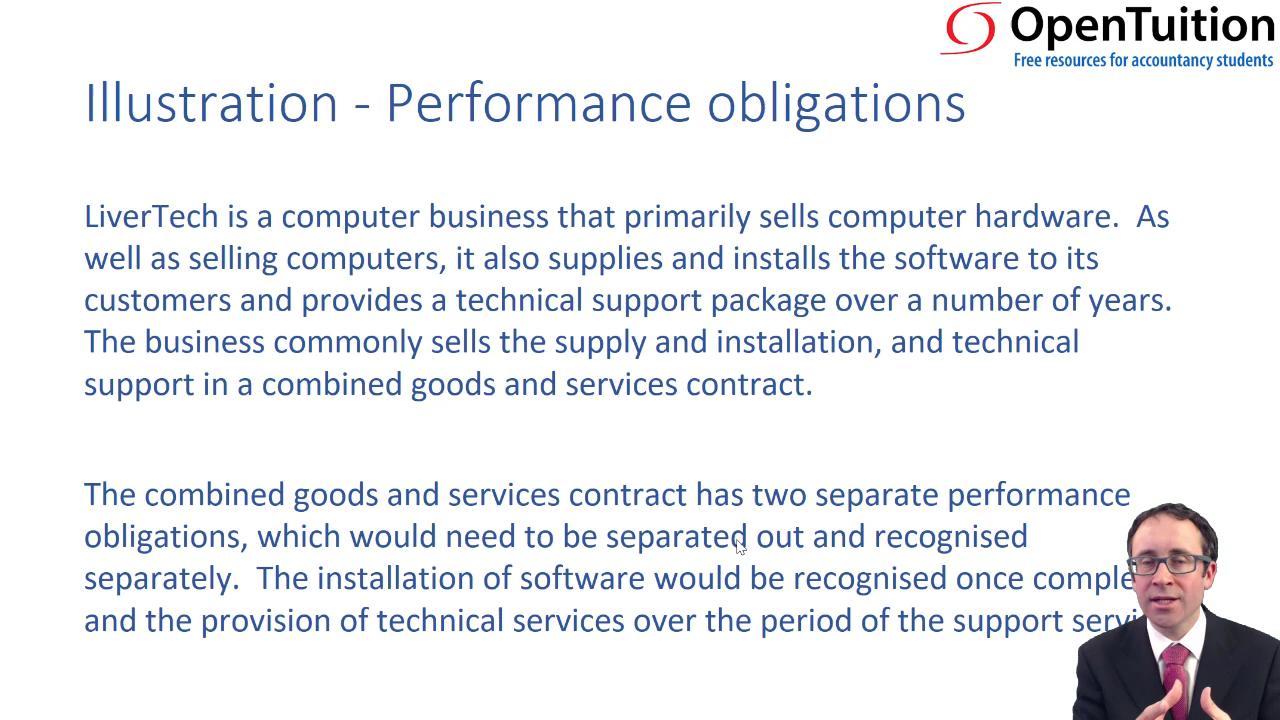 OpenTuition
Free resources for accountancy students
Illustration - Performance obligations
LiverTech is a computer business that primarily sells computer hardware. As
well as selling computers, it also supplies and installs the software to its
customers and provides a technical support package over a number of years.
The business commonly sells the supply and installation, and technical
support in a combined goods and services contract.
The combined goods and services contract has two separate performance
obligations, which would need to be separated out and recognised
separately. The installation of software would be recognised once
and the provision of technical services over the period of the support